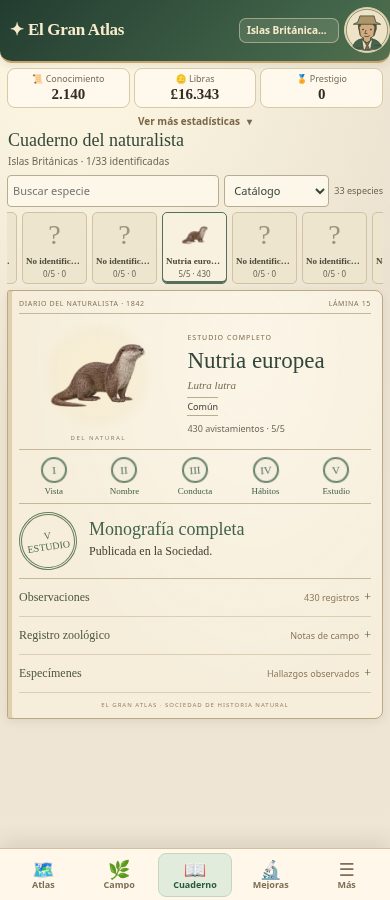 ✦ El Gran Atlas
Islas Británica...
📜 Conocimiento
2.140
🪙 Libras
£16.343
🏅 Prestigio
0
Ver más estadísticas ▾
Cuaderno del naturalista
Islas Británicas · 1/33 identificadas
Buscar especie
Catálogo
33 especies
?
No identific...
0/5 · 0
?
No identific...
0/5 · 0
Nutria euro...
5/5 · 430
?
No identific...
0/5 · 0
?
No identific...
0/5 · 0
N
DIARIO DEL NATURALISTA · 1842
LÁMINA 15
ESTUDIO COMPLETO
Nutria europea
Lutra lutra
Común
430 avistamientos · 5/5
DEL NATURAL
I
Vista
II
Nombre
III
Conducta
IV
Hábitos
V
Estudio
V
ESTUDIO
Monografía completa
Publicada en la Sociedad.
Observaciones
430 registros +
Registro zoológico
Notas de campo +
Especímenes
Hallazgos observados +
EL GRAN ATLAS · SOCIEDAD DE HISTORIA NATURAL
Atlas
Campo
Cuaderno
Mejoras
Más